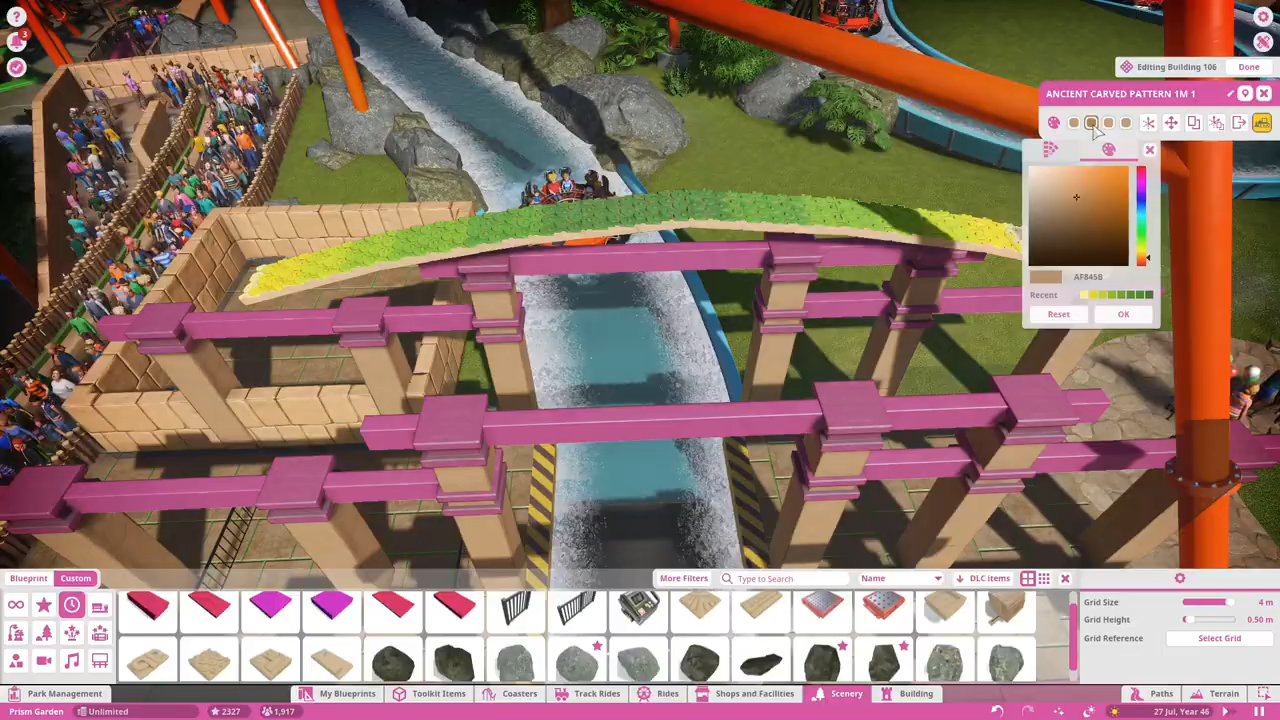 ?
3
Editing Building 106 Done
ANCIENT CARVED PATTERN 1M 1
AF845B
Recent
Reset OK
Blueprint Custom More Filters Type to Search Name DLC items
Grid Size 4 m
Grid Height 0.50 m
Grid Reference Select Grid
Park Management My Blueprints Toolkit Items Coasters Track Rides Rides Shops and Facilities Scenery Building Paths Terrain
Prism Garden Unlimited 2327 1,917 27 Jul, Year 46